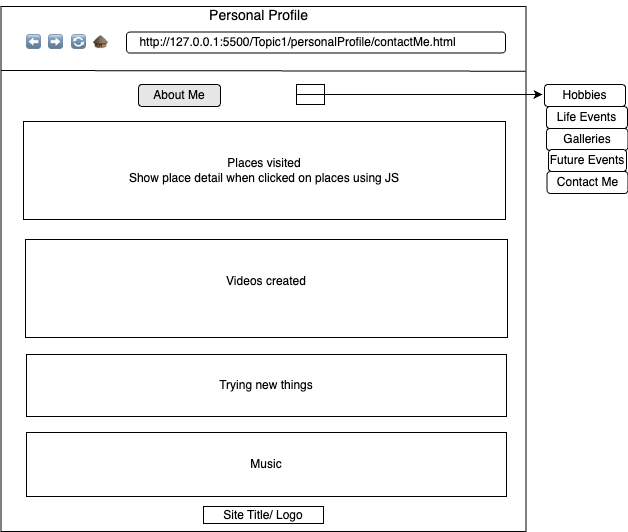 Personal Profile
http://127.0.0.1:5500/Topic1/personalProfile/contactMe.html
About Me
Hobbies
Life Events
Galleries
Future Events
Contact Me
Places visited
Show place detail when clicked on places using JS
Videos created
Trying new things
Music
Site Title/ Logo